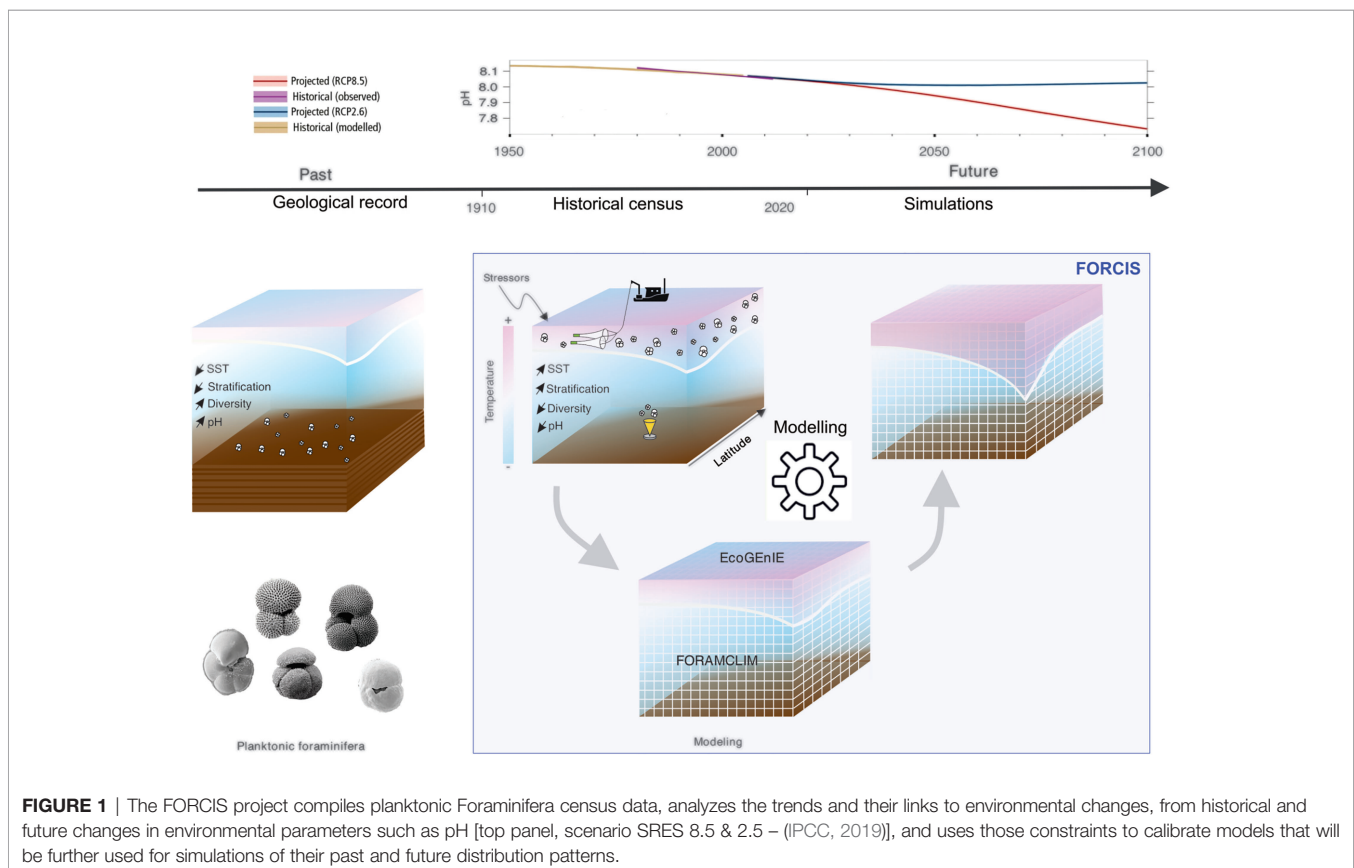 Projected (RCP8.5)
Historical (observed)
Projected (RCP2.6)
Historical (modelled)
pH
8.1
8.0
7.9
7.8
1950
2000
2050
2100
Past
Future
Geological record
1910
Historical census
2020
Simulations
FORCIS
Stressors
SST
Stratification
Diversity
pH
+
Temperature
-
SST
Stratification
Diversity
pH
Latitude
Modelling
EcoGEnIE
FORAMCLIM
Planktonic foraminifera
Modeling
FIGURE 1 | The FORCIS project compiles planktonic Foraminifera census data, analyzes the trends and their links to environmental changes, from historical and
future changes in environmental parameters such as pH [top panel, scenario SRES 8.5 & 2.5 – (IPCC, 2019)], and uses those constraints to calibrate models that will
be further used for simulations of their past and future distribution patterns.